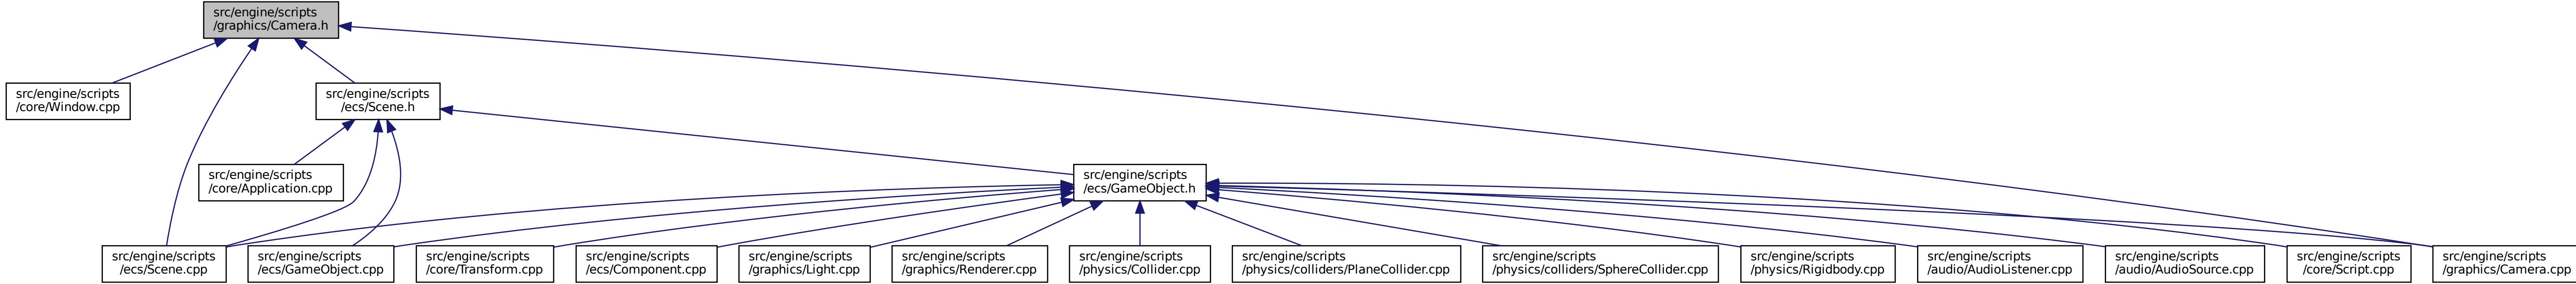 src/engine/scripts
/graphics/Camera.h
src/engine/scripts
/core/Window.cpp
src/engine/scripts
/ecs/Scene.h
src/engine/scripts
/core/Application.cpp
src/engine/scripts
/ecs/GameObject.h
src/engine/scripts
/ecs/Scene.cpp
src/engine/scripts
/ecs/GameObject.cpp
src/engine/scripts
/core/Transform.cpp
src/engine/scripts
/ecs/Component.cpp
src/engine/scripts
/graphics/Light.cpp
src/engine/scripts
/graphics/Renderer.cpp
src/engine/scripts
/physics/Collider.cpp
src/engine/scripts
/physics/colliders/PlaneCollider.cpp
src/engine/scripts
/physics/colliders/SphereCollider.cpp
src/engine/scripts
/physics/Rigidbody.cpp
src/engine/scripts
/audio/AudioListener.cpp
src/engine/scripts
/audio/AudioSource.cpp
src/engine/scripts
/core/Script.cpp
src/engine/scripts
/graphics/Camera.cpp